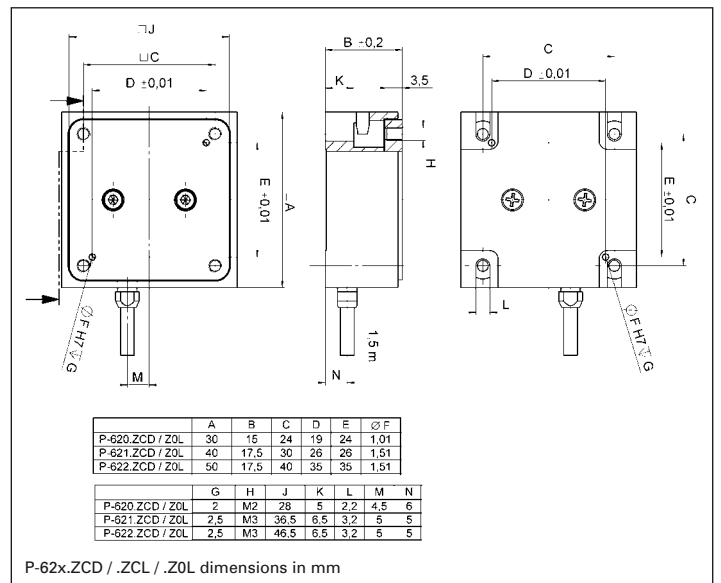 □J
□C
D ±0,01
E ±0,01
□A
∅ F H7 ↧ G
M
B ±0,2
K
3,5
H
1,5 m
N
C
D ±0,01
E ±0,01
C
L
∅ F H7 ↧ G
A B C D E ∅ F
P-620.ZCD / Z0L 30 15 24 19 24 1,01
P-621.ZCD / Z0L 40 17,5 30 26 26 1,51
P-622.ZCD / Z0L 50 17,5 40 35 35 1,51
G H J K L M N
P-620.ZCD / Z0L 2 M2 28 5 2,2 4,5 6
P-621.ZCD / Z0L 2,5 M3 36,5 6,5 3,2 5 5
P-622.ZCD / Z0L 2,5 M3 46,5 6,5 3,2 5 5
P-62x.ZCD / .ZCL / .Z0L dimensions in mm